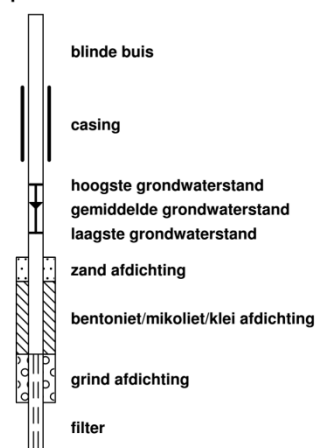 blinde buis
casing
hoogste grondwaterstand
gemiddelde grondwaterstand
laagste grondwaterstand
zand afdichting
bentoniet/mikoliet/klei afdichting
grind afdichting
filter